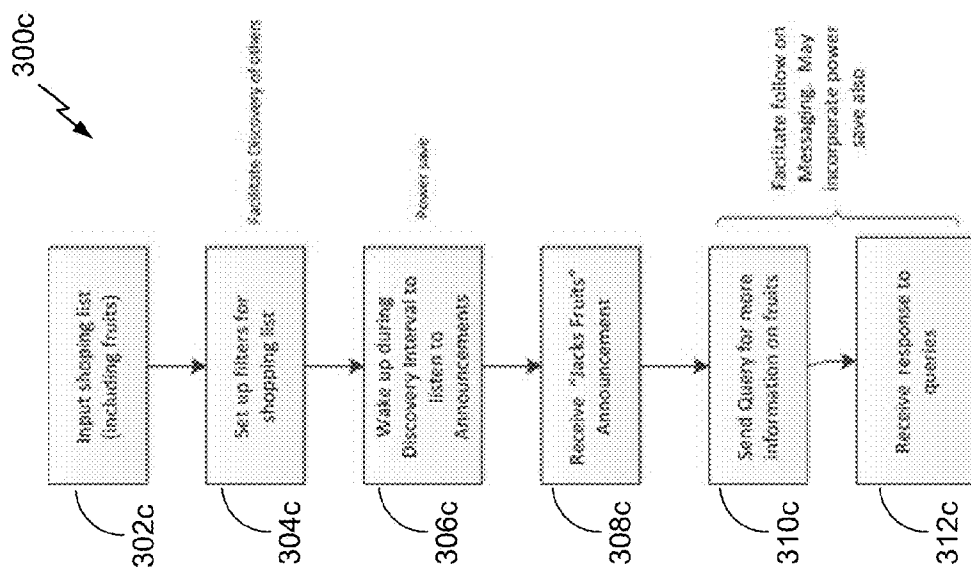 300c
302c
Input shopping list
(including fruits)
304c
Set up filters for
shopping list
Facilitate Discovery of others
306c
Wake up during
Discovery Interval to
listen to
Announcements
Power save
308c
Receive "Jacks Fruits"
Announcement
310c
Send Query for more
information on fruits
312c
Receive response to
queries
Facilitate follow on
Messaging. May
incorporate power
save also